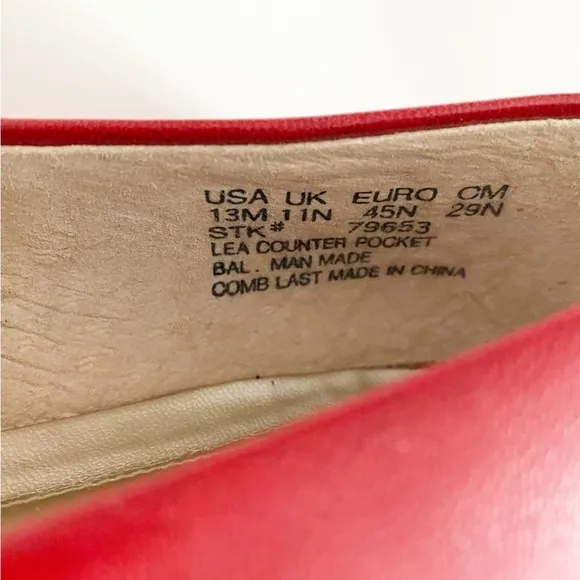 USA UK EURO CM
13M 11N 45N 29N
STK# 79653
LEA COUNTER POCKET
BAL. MAN MADE
COMB LAST MADE IN CHINA